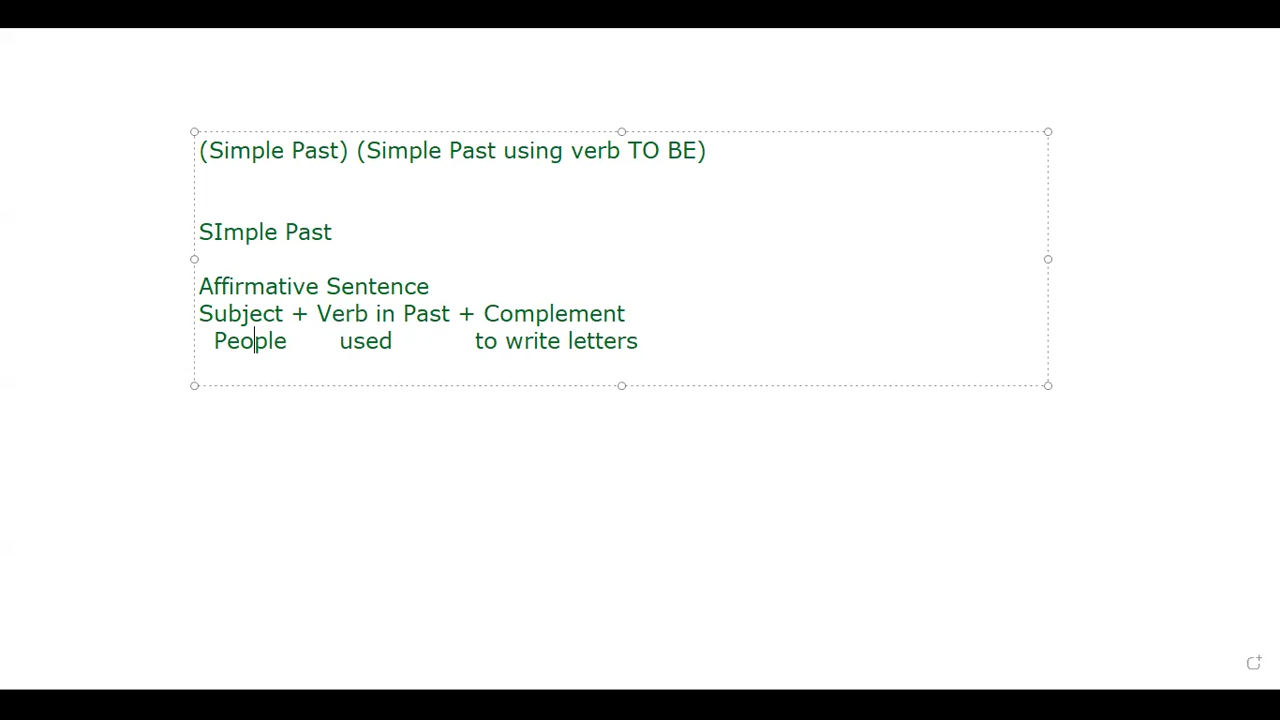 (Simple Past) (Simple Past using verb TO BE)
SImple Past
Affirmative Sentence
Subject + Verb in Past + Complement
People used to write letters